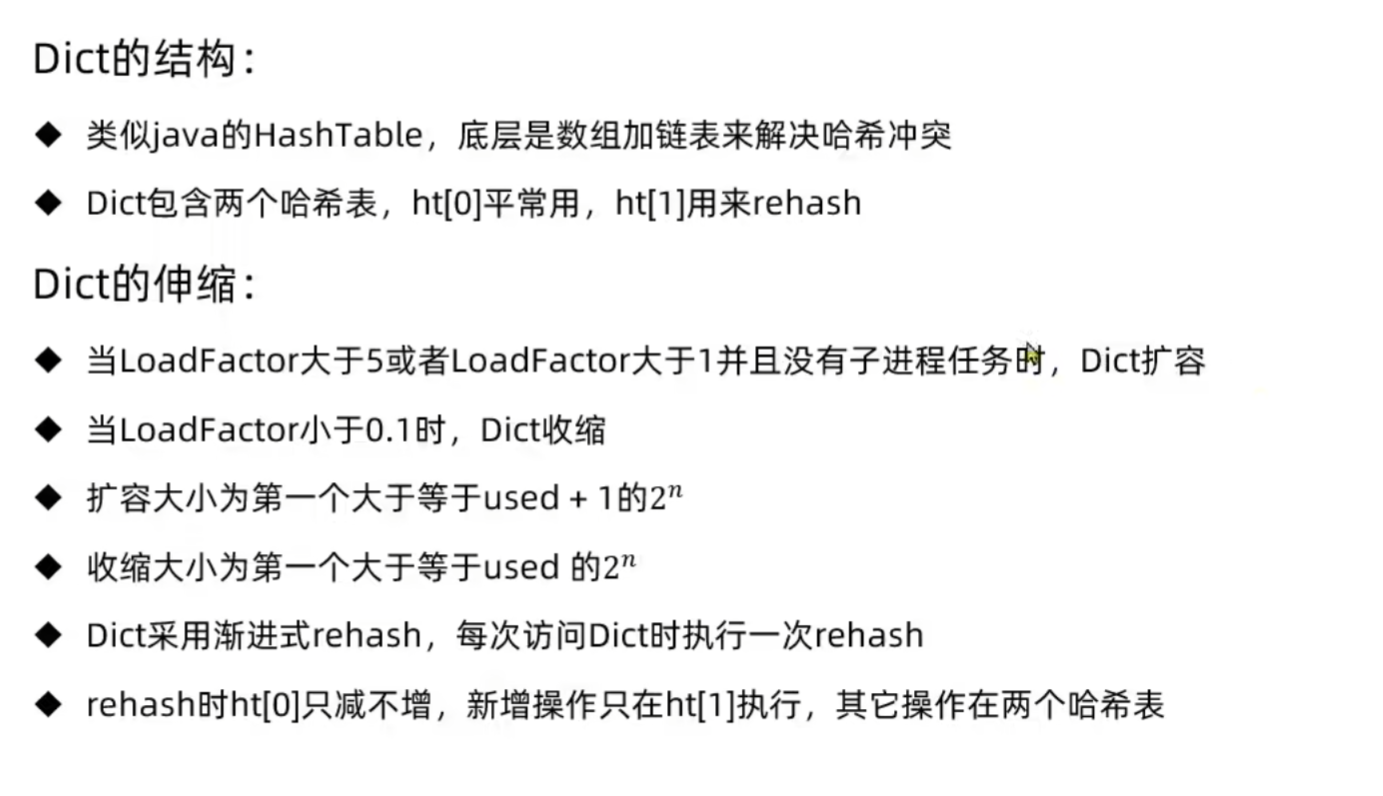 Dict的结构：
◆ 类似java的HashTable，底层是数组加链表来解决哈希冲突
◆ Dict包含两个哈希表，ht[0]平常用，ht[1]用来rehash
Dict的伸缩：
◆ 当LoadFactor大于5或者LoadFactor大于1并且没有子进程任务时，Dict扩容
◆ 当LoadFactor小于0.1时，Dict收缩
◆ 扩容大小为第一个大于等于used + 1的2ⁿ
◆ 收缩大小为第一个大于等于used 的2ⁿ
◆ Dict采用渐进式rehash，每次访问Dict时执行一次rehash
◆ rehash时ht[0]只减不增，新增操作只在ht[1]执行，其它操作在两个哈希表